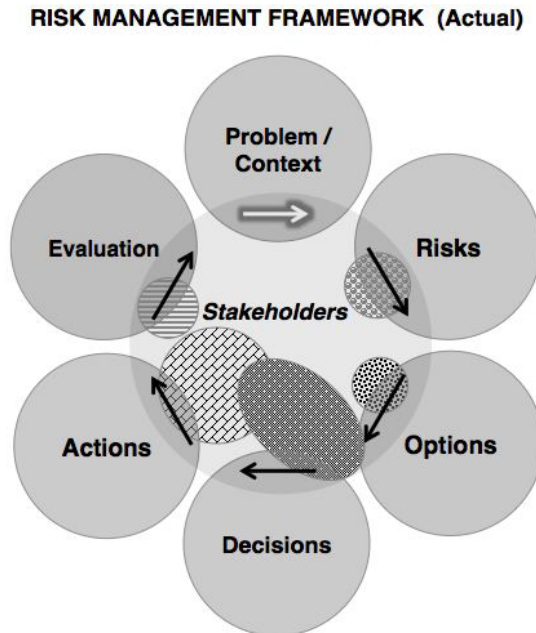 RISK MANAGEMENT FRAMEWORK (Actual)
Problem /
Context
Evaluation
Risks
Stakeholders
Actions
Options
Decisions